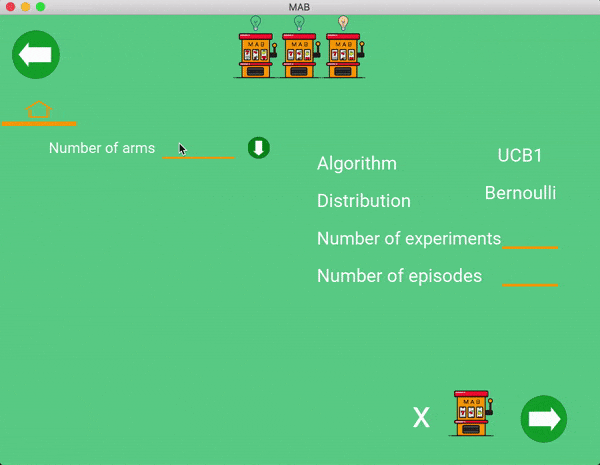 MAB
MAB MAB MAB
Number of arms
Algorithm UCB1
Distribution Bernoulli
Number of experiments
Number of episodes
X MAB